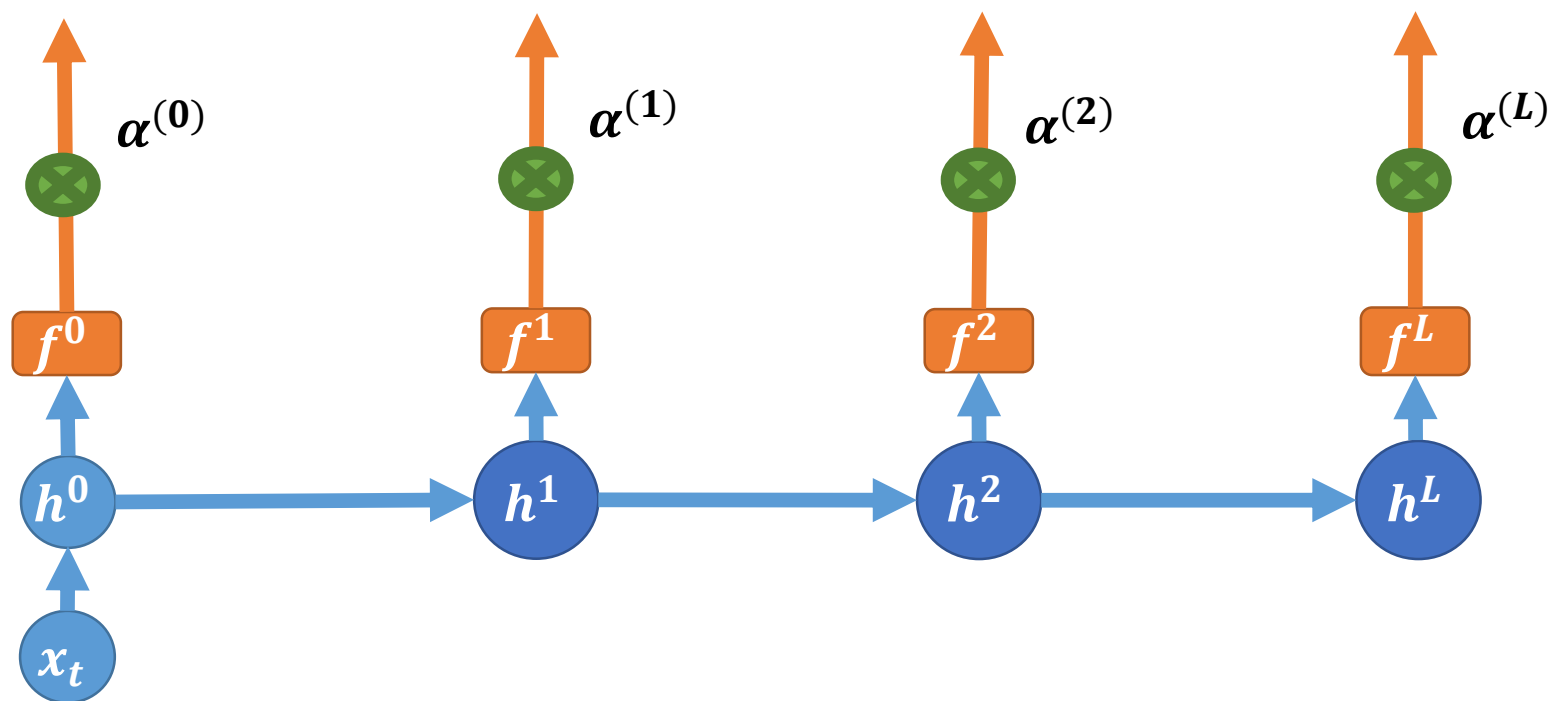 α⁽⁰⁾ α⁽¹⁾ α⁽²⁾ α⁽ᴸ⁾
f⁰ f¹ f² fᴸ
h⁰ h¹ h² hᴸ
xₜ